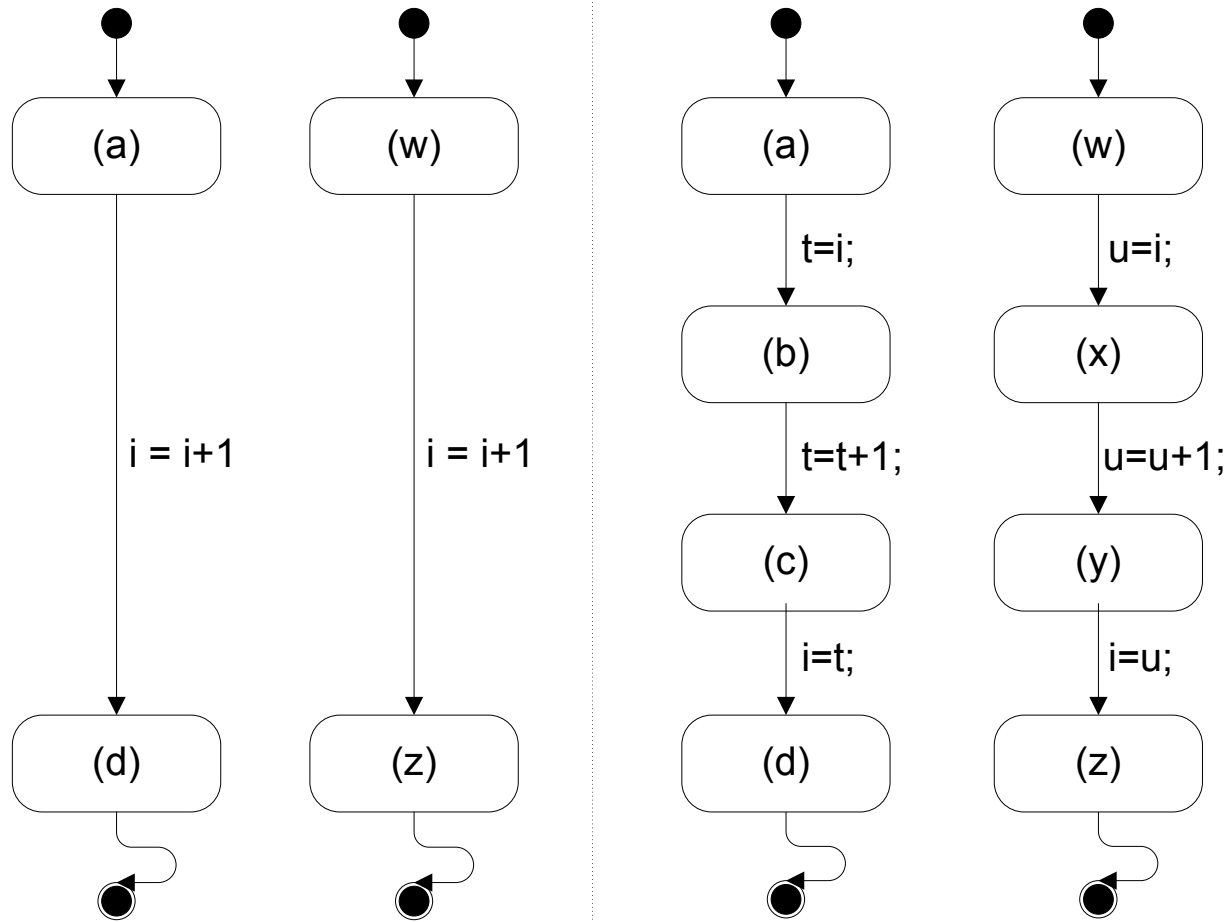 (a)
i = i+1
(d)
(w)
i = i+1
(z)
(a)
t=i;
(b)
t=t+1;
(c)
i=t;
(d)
(w)
u=i;
(x)
u=u+1;
(y)
i=u;
(z)